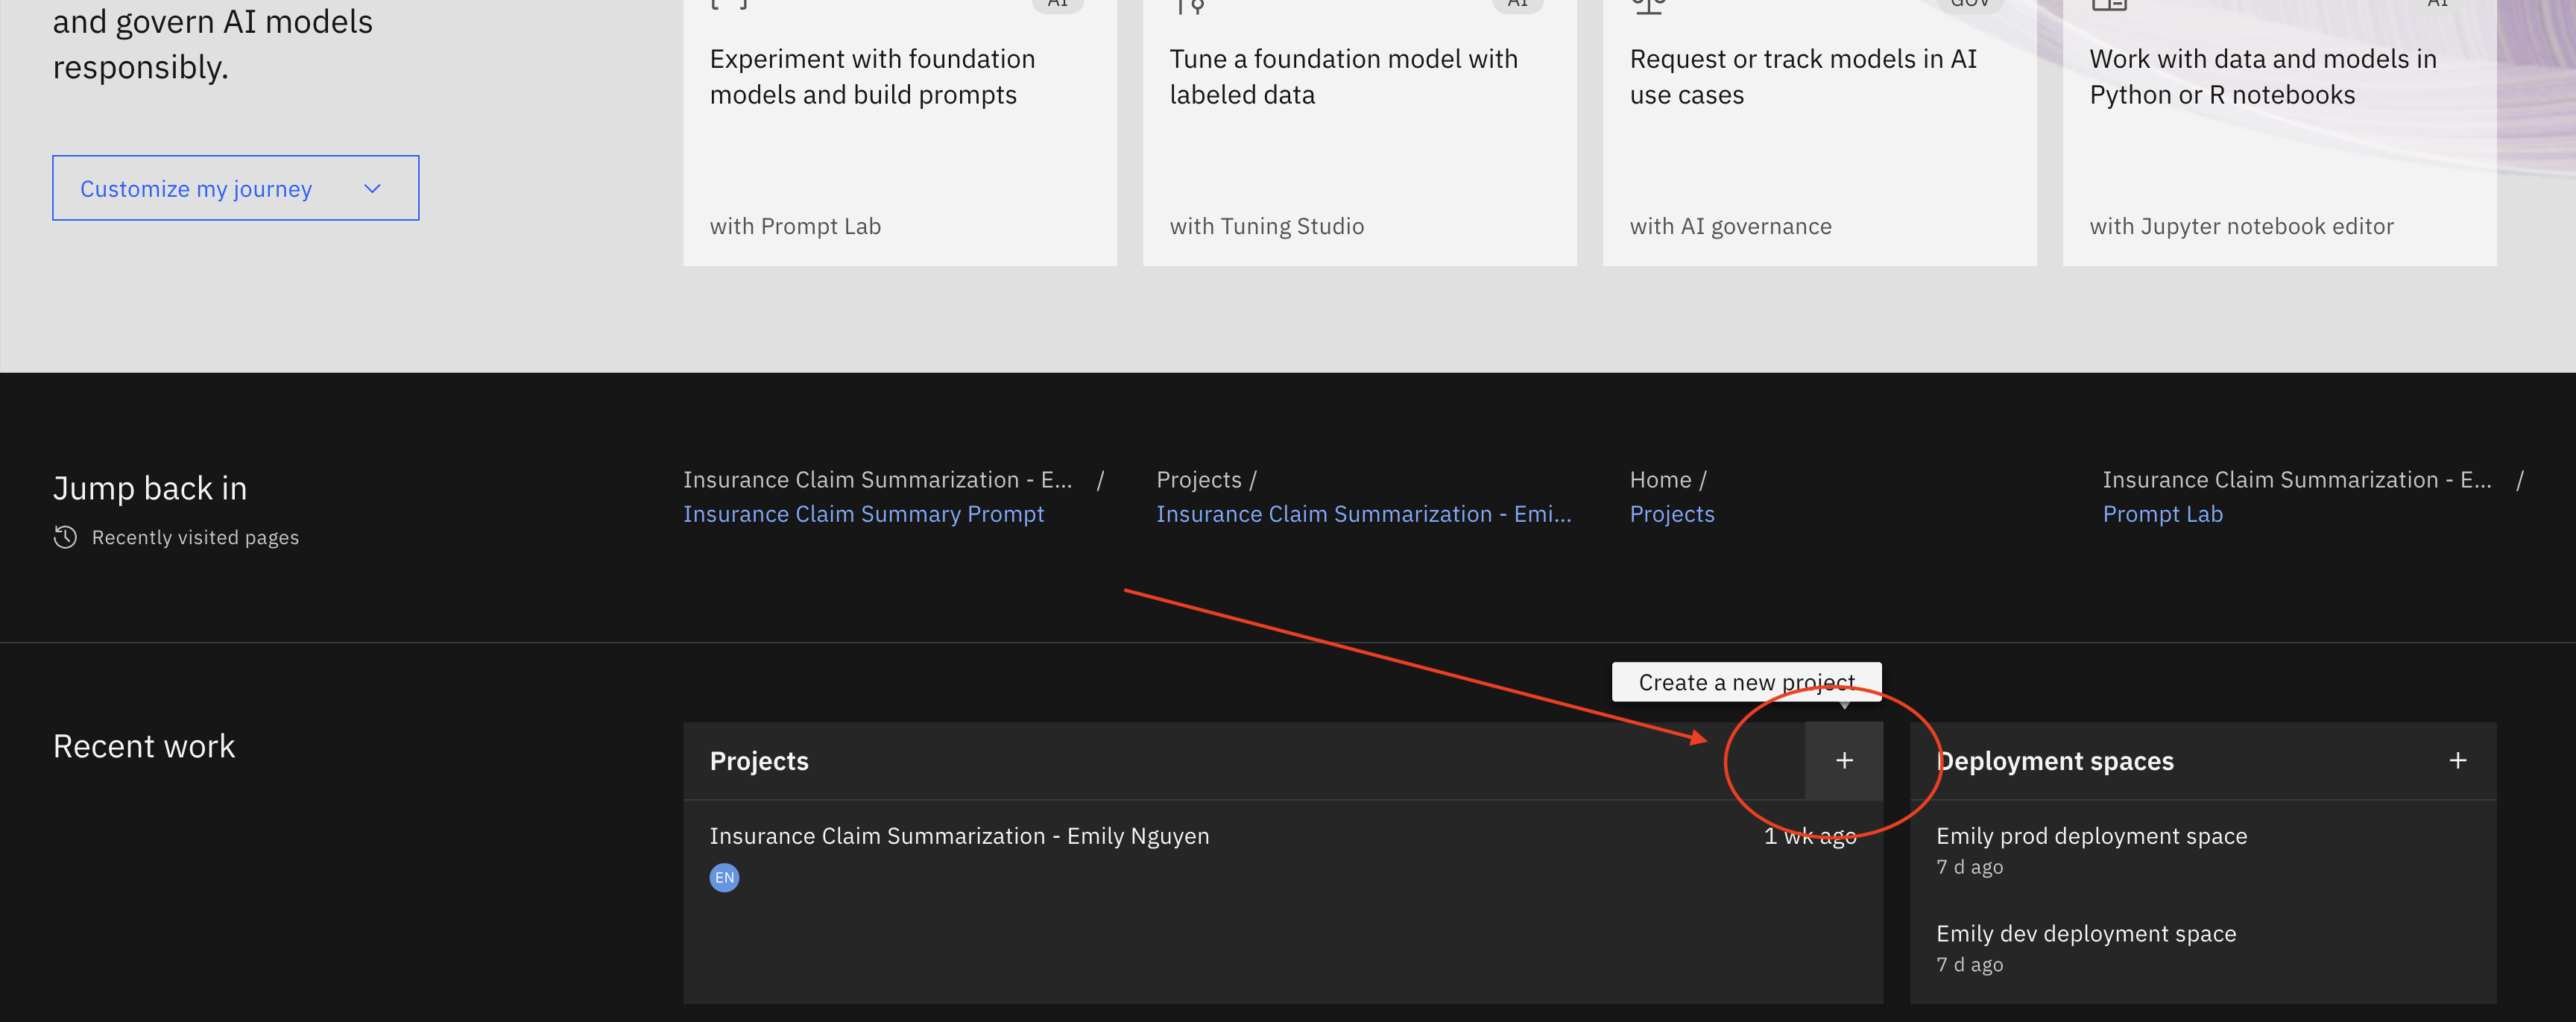 and govern AI models
responsibly.
Customize my journey
AI
Experiment with foundation
models and build prompts
with Prompt Lab
AI
Tune a foundation model with
labeled data
with Tuning Studio
GOV
Request or track models in AI
use cases
with AI governance
AI
Work with data and models in
Python or R notebooks
with Jupyter notebook editor
Jump back in
Recently visited pages
Insurance Claim Summarization - E... /
Insurance Claim Summary Prompt
Projects /
Insurance Claim Summarization - Emi...
Home /
Projects
Insurance Claim Summarization - E... /
Prompt Lab
Recent work
Create a new project
Projects +
Insurance Claim Summarization - Emily Nguyen 1 wk ago
EN
Deployment spaces +
Emily prod deployment space
7 d ago
Emily dev deployment space
7 d ago